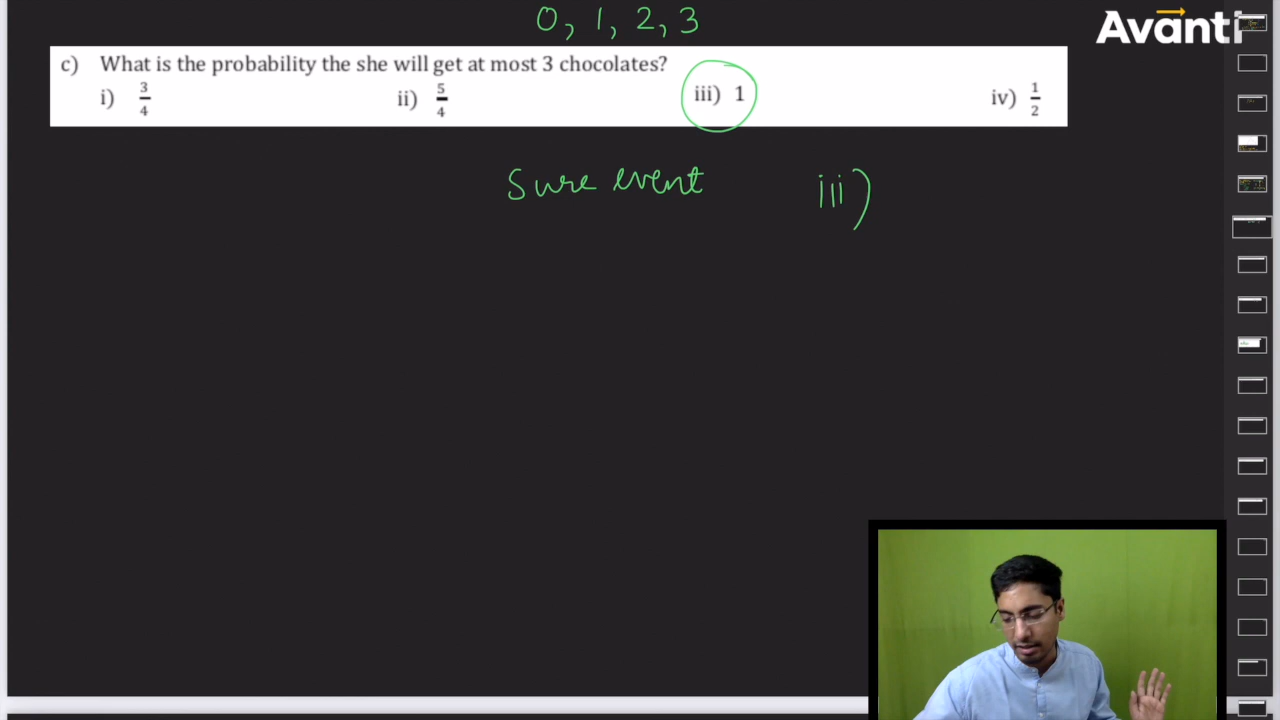 0, 1, 2, 3
Avanti
c) What is the probability the she will get at most 3 chocolates?
i) 3/4 ii) 5/4 iii) 1 iv) 1/2
Sure event iii)